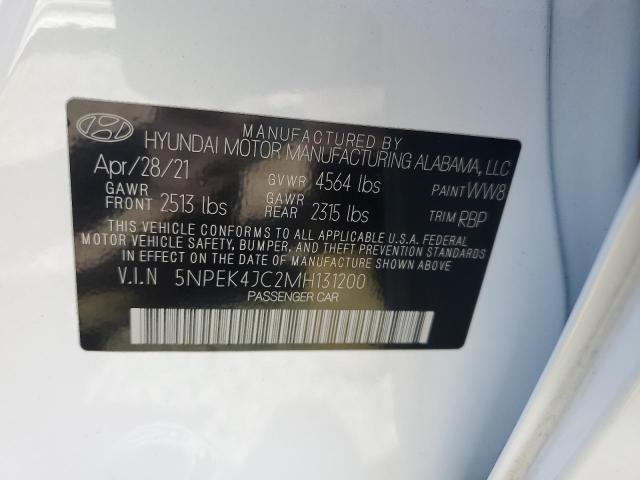 MANUFACTURED BY
HYUNDAI MOTOR MANUFACTURING ALABAMA, LLC
Apr/28/21 GVWR 4564 lbs PAINT WW8
GAWR FRONT 2513 lbs GAWR REAR 2315 lbs TRIM RBP
THIS VEHICLE CONFORMS TO ALL APPLICABLE U.S.A. FEDERAL
MOTOR VEHICLE SAFETY, BUMPER, AND THEFT PREVENTION STANDARDS
IN EFFECT ON THE DATE OF MANUFACTURE SHOWN ABOVE.
V.I.N 5NPEK4JC2MH131200
PASSENGER CAR